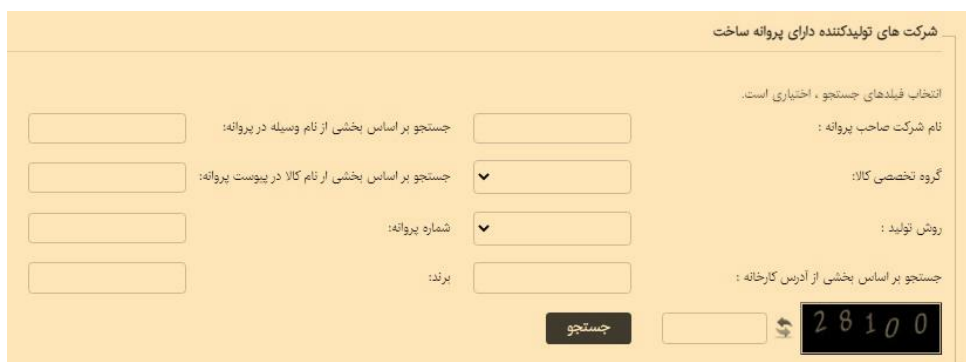 شرکت های تولیدکننده دارای پروانه ساخت
انتخاب فیلدهای جستجو ، اختیاری است.
نام شرکت صاحب پروانه : جستجو بر اساس بخشی از نام وسیله در پروانه:
گروه تخصصی کالا: جستجو بر اساس بخشی از نام کالا در پیوست پروانه:
روش تولید : شماره پروانه:
جستجو بر اساس بخشی از آدرس کارخانه : برند:
28100 جستجو